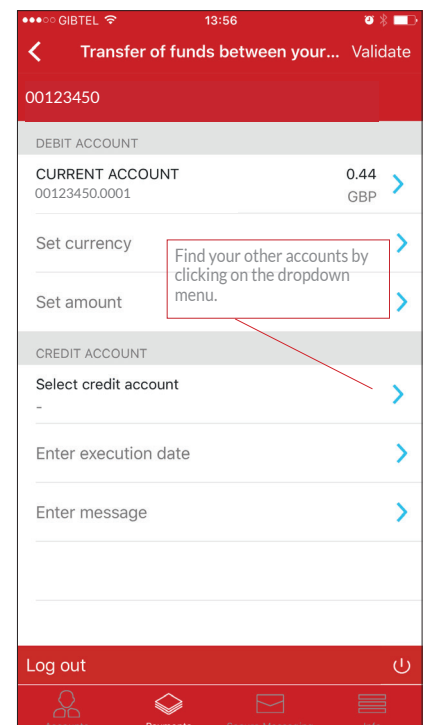 GIBTEL 13:56
Transfer of funds between your... Validate
00123450
DEBIT ACCOUNT
CURRENT ACCOUNT 0.44
00123450.0001 GBP
Set currency
Find your other accounts by
clicking on the dropdown
menu.
Set amount
CREDIT ACCOUNT
Select credit account
-
Enter execution date
Enter message
Log out